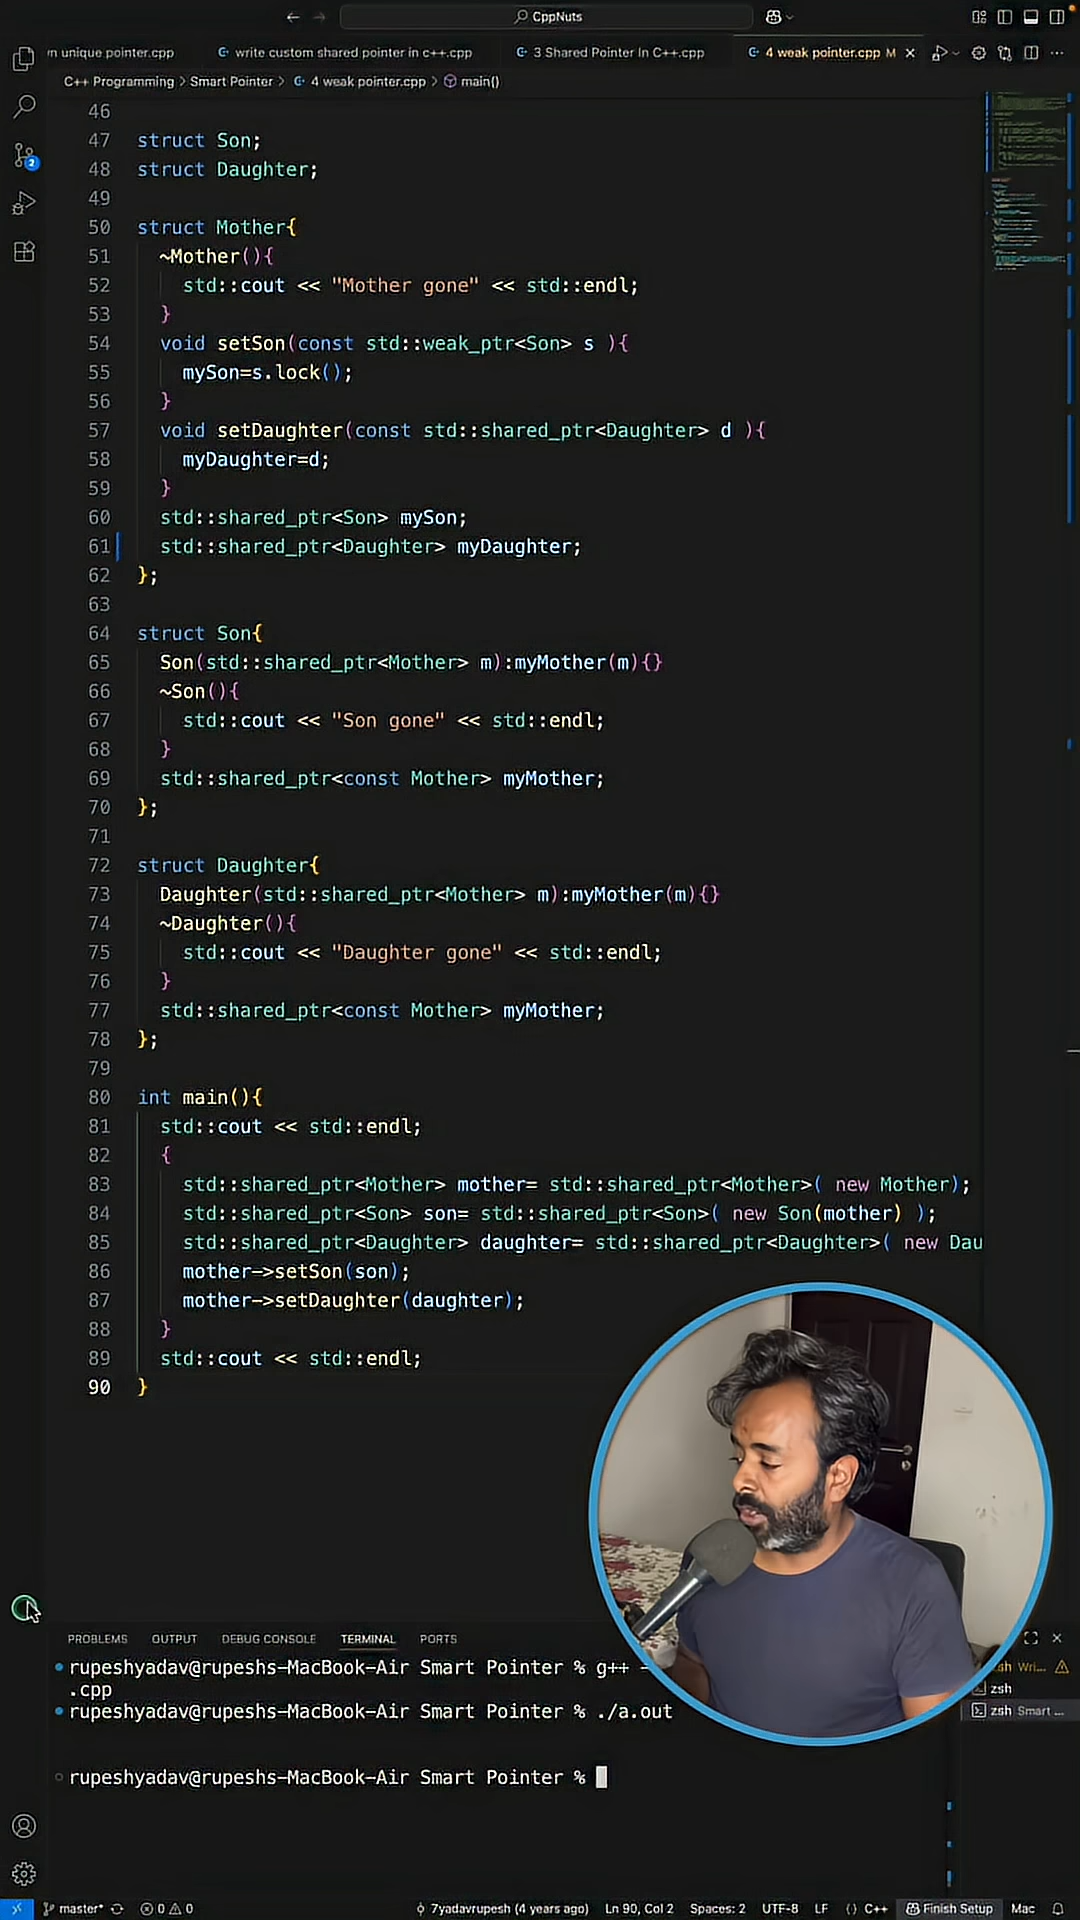 CppNuts
vn unique pointer.cpp
write custom shared pointer in c++.cpp
3 Shared Pointer In C++.cpp
4 weak pointer.cpp M
C++ Programming > Smart Pointer > 4 weak pointer.cpp > main()
46
47 struct Son;
48 struct Daughter;
49
50 struct Mother{
51 ~Mother(){
52 std::cout << "Mother gone" << std::endl;
53 }
54 void setSon(const std::weak_ptr<Son> s ){
55 mySon=s.lock();
56 }
57 void setDaughter(const std::shared_ptr<Daughter> d ){
58 myDaughter=d;
59 }
60 std::shared_ptr<Son> mySon;
61 std::shared_ptr<Daughter> myDaughter;
62 };
63
64 struct Son{
65 Son(std::shared_ptr<Mother> m):myMother(m){}
66 ~Son(){
67 std::cout << "Son gone" << std::endl;
68 }
69 std::shared_ptr<const Mother> myMother;
70 };
71
72 struct Daughter{
73 Daughter(std::shared_ptr<Mother> m):myMother(m){}
74 ~Daughter(){
75 std::cout << "Daughter gone" << std::endl;
76 }
77 std::shared_ptr<const Mother> myMother;
78 };
79
80 int main(){
81 std::cout << std::endl;
82 {
83 std::shared_ptr<Mother> mother= std::shared_ptr<Mother>( new Mother);
84 std::shared_ptr<Son> son= std::shared_ptr<Son>( new Son(mother) );
85 std::shared_ptr<Daughter> daughter= std::shared_ptr<Daughter>( new Dau
86 mother->setSon(son);
87 mother->setDaughter(daughter);
88 }
89 std::cout << std::endl;
90 }
2
PROBLEMS OUTPUT DEBUG CONSOLE TERMINAL PORTS
rupeshyadav@rupeshs-MacBook-Air Smart Pointer % g++ -
.cpp
rupeshyadav@rupeshs-MacBook-Air Smart Pointer % ./a.out
rupeshyadav@rupeshs-MacBook-Air Smart Pointer %
zsh Wri...
zsh
zsh Smart ...
master* 0 0 7yadavrupesh (4 years ago) Ln 90, Col 2 Spaces: 2 UTF-8 LF {} C++ Finish Setup Mac